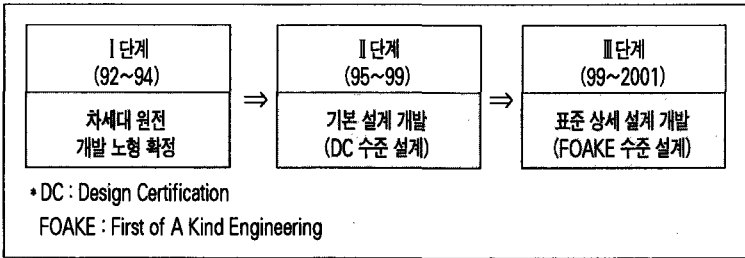 Ⅰ단계
(92~94)
차세대 원전
개발 노형 확정
⇒
Ⅱ단계
(95~99)
기본 설계 개발
(DC 수준 설계)
⇒
Ⅲ단계
(99~2001)
표준 상세 설계 개발
(FOAKE 수준 설계)
* DC : Design Certification
FOAKE : First of A Kind Engineering